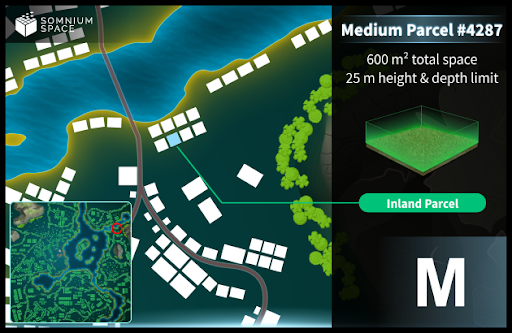 SOMNIUM
SPACE
Medium Parcel #4287
600 m² total space
25 m height & depth limit
Inland Parcel
M